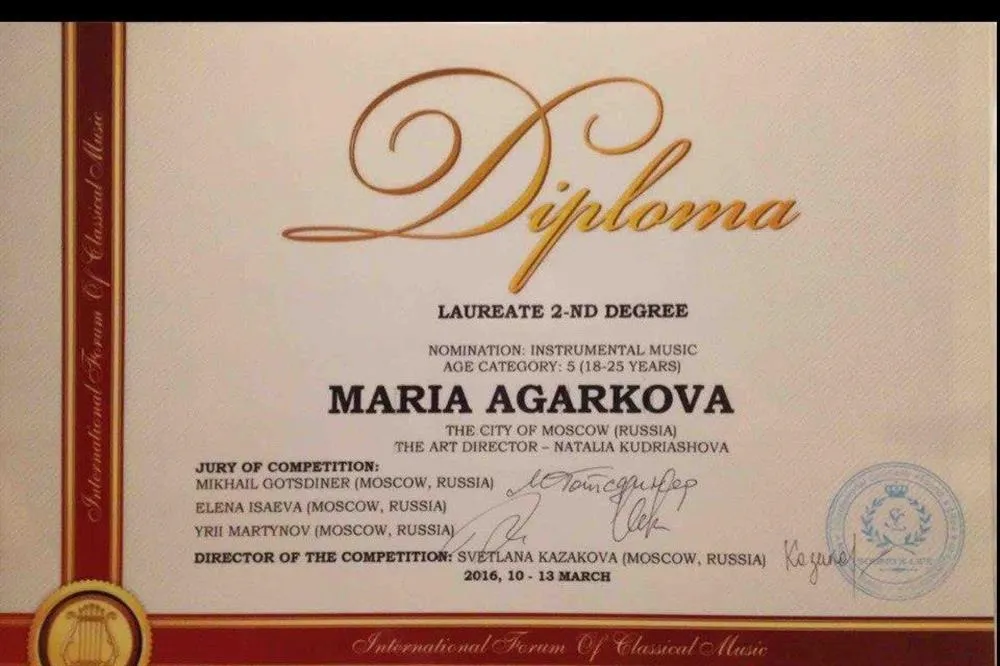 Diploma
LAUREATE 2-ND DEGREE
NOMINATION: INSTRUMENTAL MUSIC
AGE CATEGORY: 5 (18-25 YEARS)
MARIA AGARKOVA
THE CITY OF MOSCOW (RUSSIA)
THE ART DIRECTOR – NATALIA KUDRIASHOVA
JURY OF COMPETITION:
MIKHAIL GOTSDINER (MOSCOW, RUSSIA)
ELENA ISAEVA (MOSCOW, RUSSIA)
YRII MARTYNOV (MOSCOW, RUSSIA)
DIRECTOR OF THE COMPETITION: SVETLANA KAZAKOVA (MOSCOW, RUSSIA)
2016, 10 - 13 MARCH
International Forum Of Classical Music
International Forum Of Classical Music